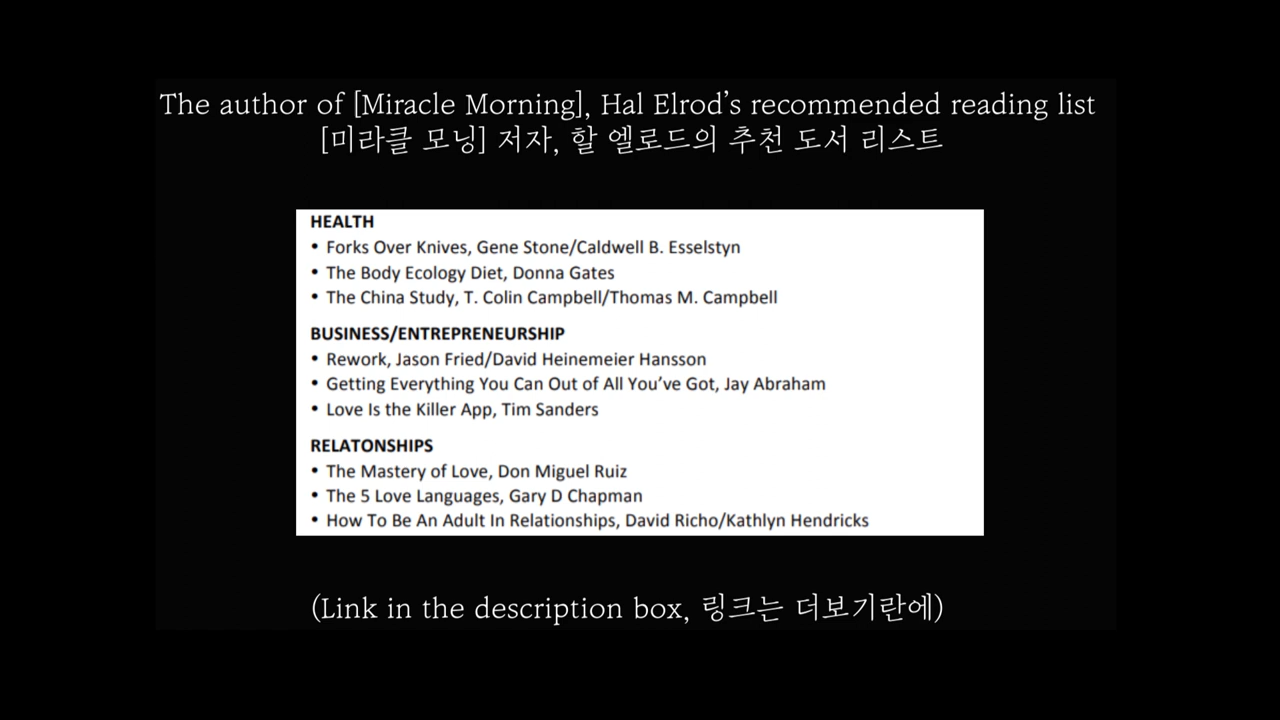 The author of [Miracle Morning], Hal Elrod’s recommended reading list
[미라클 모닝] 저자, 할 엘로드의 추천 도서 리스트
HEALTH
• Forks Over Knives, Gene Stone/Caldwell B. Esselstyn
• The Body Ecology Diet, Donna Gates
• The China Study, T. Colin Campbell/Thomas M. Campbell
BUSINESS/ENTREPRENEURSHIP
• Rework, Jason Fried/David Heinemeier Hansson
• Getting Everything You Can Out of All You’ve Got, Jay Abraham
• Love Is the Killer App, Tim Sanders
RELATONSHIPS
• The Mastery of Love, Don Miguel Ruiz
• The 5 Love Languages, Gary D Chapman
• How To Be An Adult In Relationships, David Richo/Kathlyn Hendricks
(Link in the description box, 링크는 더보기란에)